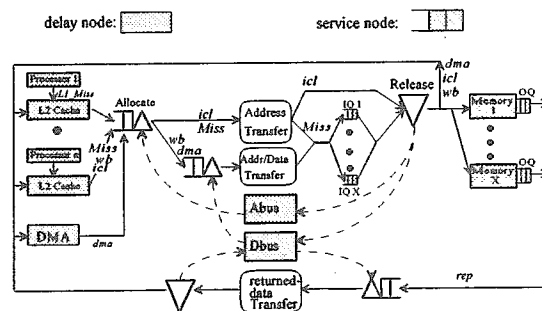 delay node:
service node:
dma
icl
wb
Processor 1
L1_Miss
L2 Cache
Allocate
icl
Miss
Address
Transfer
icl
Release
Miss
IQ 1
Memory
1
OQ
wb
dma
Addr/Data
Transfer
Processor n
Miss
wb
icl
L2 Cache
IQ X
Memory
X
OQ
Abus
DMA
dma
Dbus
returned-
data
Transfer
rep